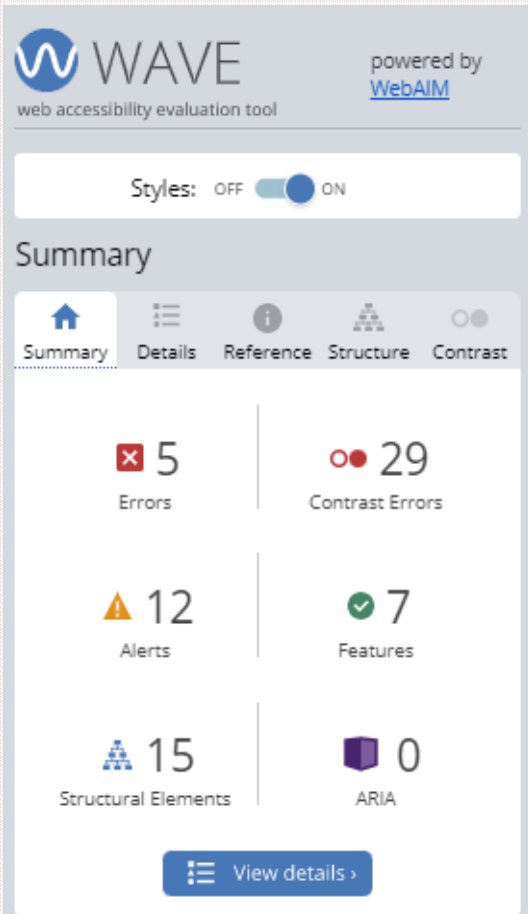 WAVE
web accessibility evaluation tool
powered by
WebAIM
Styles: OFF ON
Summary
Summary Details Reference Structure Contrast
5
Errors
29
Contrast Errors
12
Alerts
7
Features
15
Structural Elements
0
ARIA
View details ›